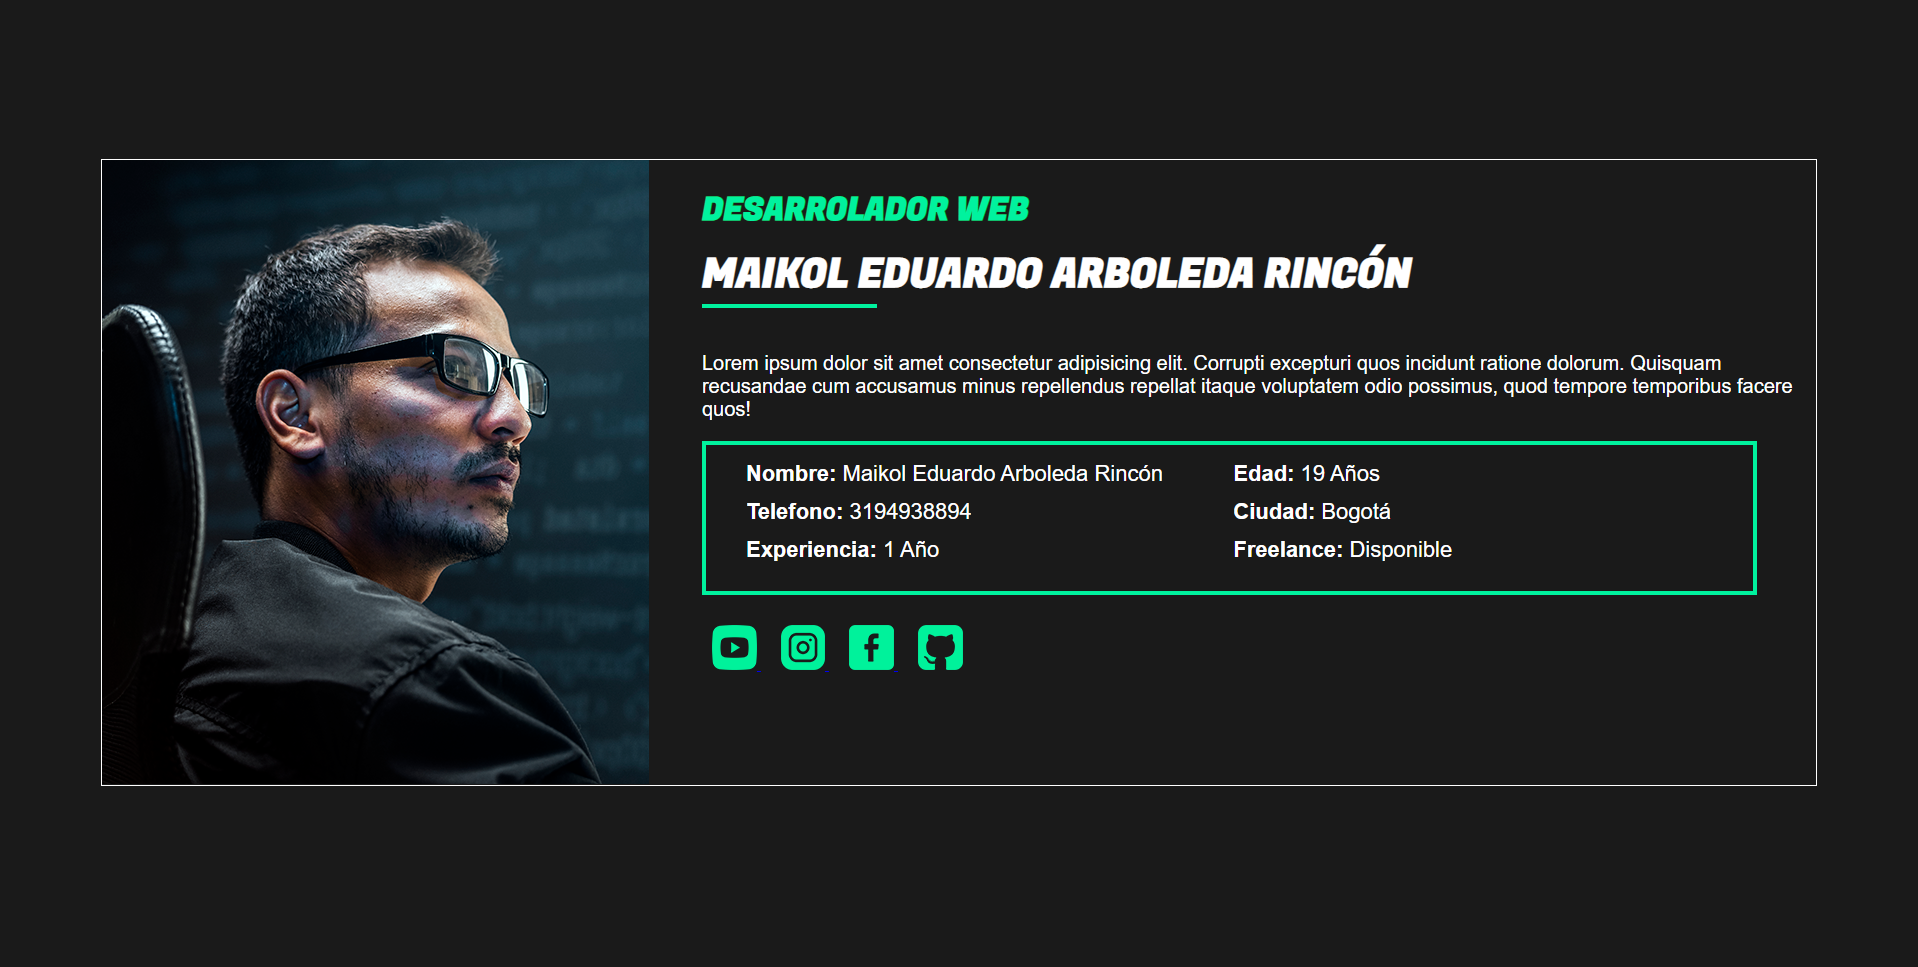 DESARROLADOR WEB
MAIKOL EDUARDO ARBOLEDA RINCÓN
Lorem ipsum dolor sit amet consectetur adipisicing elit. Corrupti excepturi quos incidunt ratione dolorum. Quisquam
recusandae cum accusamus minus repellendus repellat itaque voluptatem odio possimus, quod tempore temporibus facere
quos!
Nombre: Maikol Eduardo Arboleda Rincón
Edad: 19 Años
Telefono: 3194938894
Ciudad: Bogotá
Experiencia: 1 Año
Freelance: Disponible